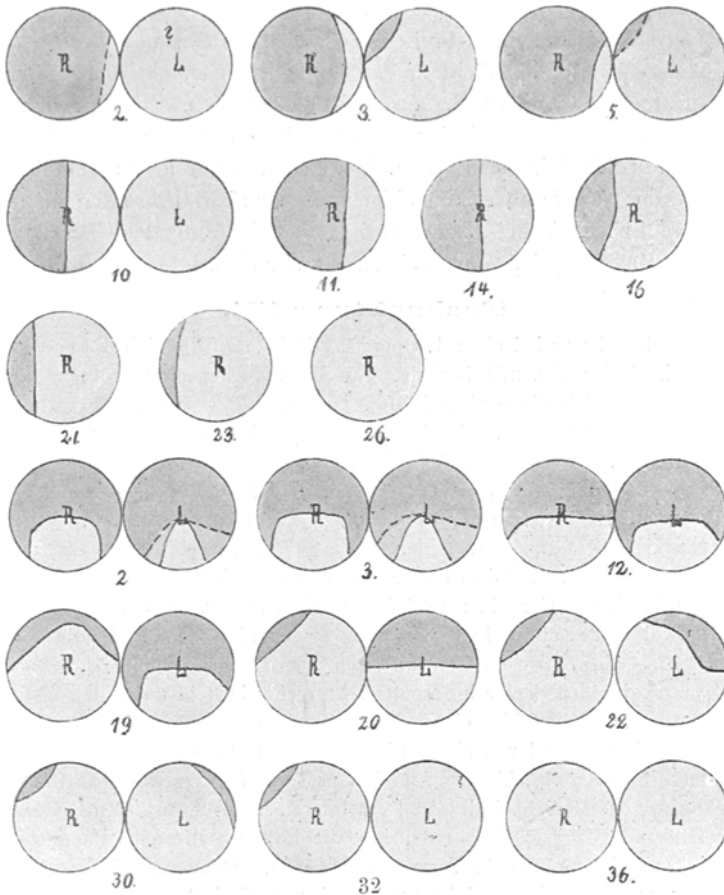 R ? L R L R L
2. 3. 5.
R L R R R
10 11. 14. 16
R R R
21 23. 26.
R L R L R L
2 3. 12.
R L R L R L
19 20 22
R L R L R L
30. 32 36.